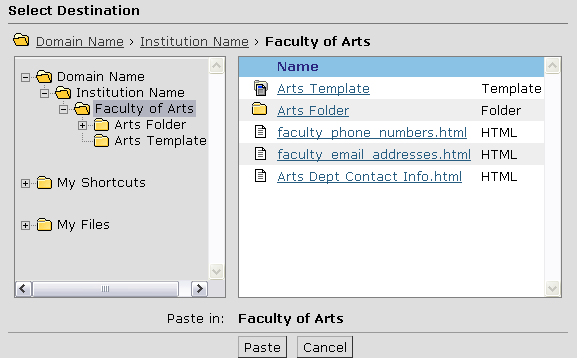 Select Destination
Domain Name › Institution Name › Faculty of Arts
Domain Name
Institution Name
Faculty of Arts
Arts Folder
Arts Template
My Shortcuts
My Files
Name
Arts Template Template
Arts Folder Folder
faculty_phone_numbers.html HTML
faculty_email_addresses.html HTML
Arts Dept Contact Info.html HTML
Paste in: Faculty of Arts
Paste Cancel